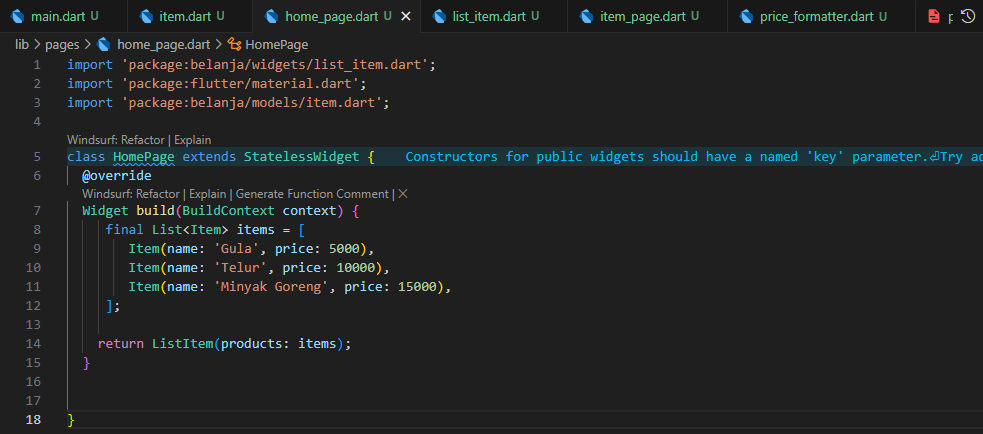 main.dart U item.dart U home_page.dart U list_item.dart U item_page.dart U price_formatter.dart U
lib > pages > home_page.dart > HomePage
1 import 'package:belanja/widgets/list_item.dart';
2 import 'package:flutter/material.dart';
3 import 'package:belanja/models/item.dart';
4
Windsurf: Refactor | Explain
5 class HomePage extends StatelessWidget { Constructors for public widgets should have a named 'key' parameter.⏎Try
6 @override
Windsurf: Refactor | Explain | Generate Function Comment | ×
7 Widget build(BuildContext context) {
8 final List<Item> items = [
9 Item(name: 'Gula', price: 5000),
10 Item(name: 'Telur', price: 10000),
11 Item(name: 'Minyak Goreng', price: 15000),
12 ];
13
14 return ListItem(products: items);
15 }
16
17
18 }